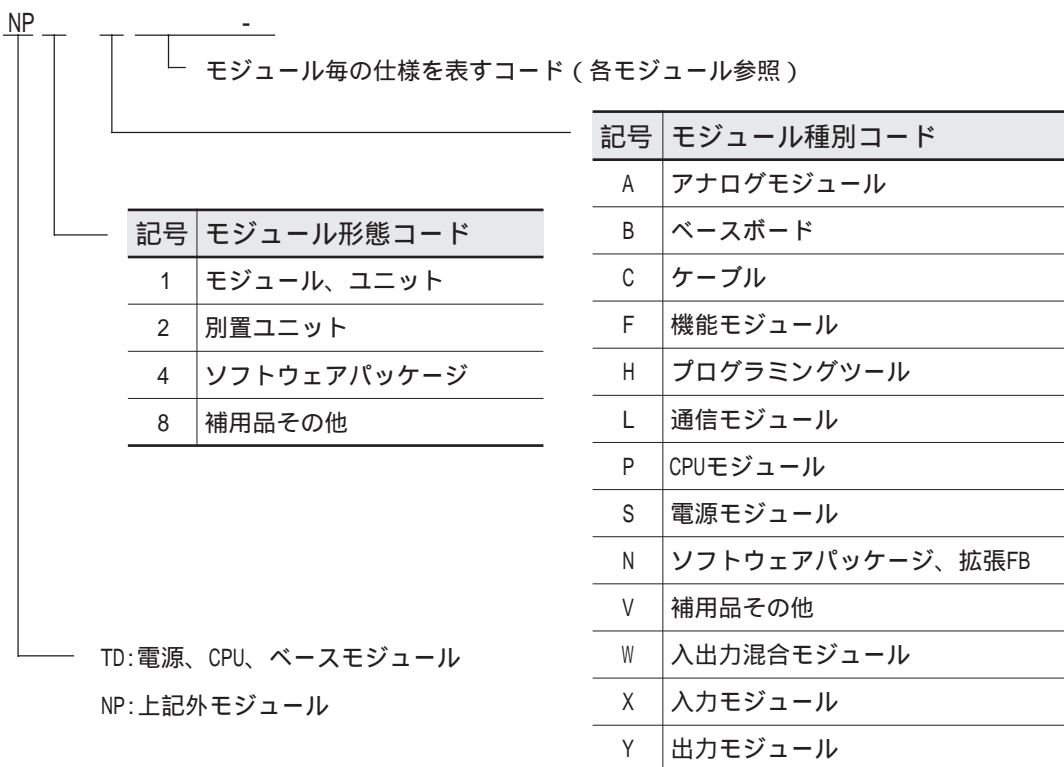 NP -
モジュール毎の仕様を表すコード(各モジュール参照)
記号 モジュール種別コード
A アナログモジュール
B ベースボード
C ケーブル
F 機能モジュール
H プログラミングツール
L 通信モジュール
P CPUモジュール
S 電源モジュール
N ソフトウェアパッケージ、拡張FB
V 補用品その他
W 入出力混合モジュール
X 入力モジュール
Y 出力モジュール
記号 モジュール形態コード
1 モジュール、ユニット
2 別置ユニット
4 ソフトウェアパッケージ
8 補用品その他
TD:電源、CPU、ベースモジュール
NP:上記外モジュール